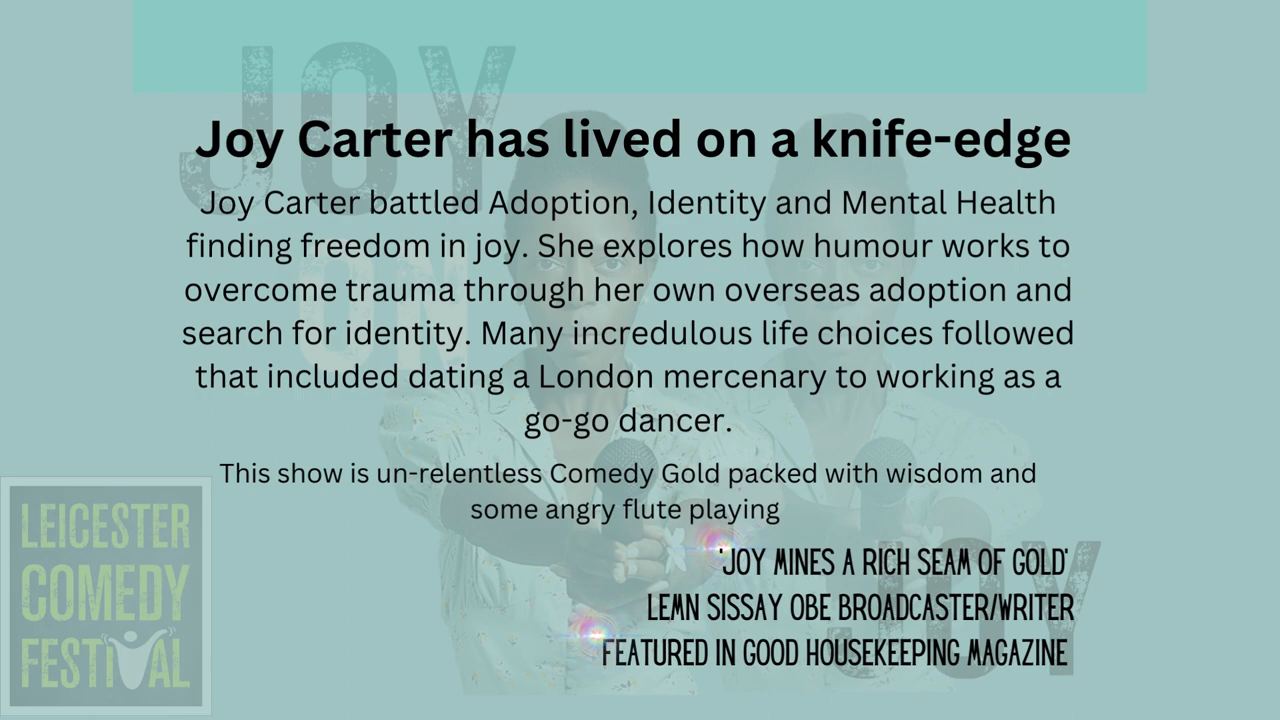 JOY
Joy Carter has lived on a knife-edge
Joy Carter battled Adoption, Identity and Mental Health
finding freedom in joy. She explores how humour works to
overcome trauma through her own overseas adoption and
search for identity. Many incredulous life choices followed
that included dating a London mercenary to working as a
go-go dancer.
ON
This show is un-relentless Comedy Gold packed with wisdom and
some angry flute playing
'JOY MINES A RICH SEAM OF GOLD'
LEMN SISSAY OBE BROADCASTER/WRITER
FEATURED IN GOOD HOUSEKEEPING MAGAZINE
JOY
LEICESTER
COMEDY
FESTIVAL